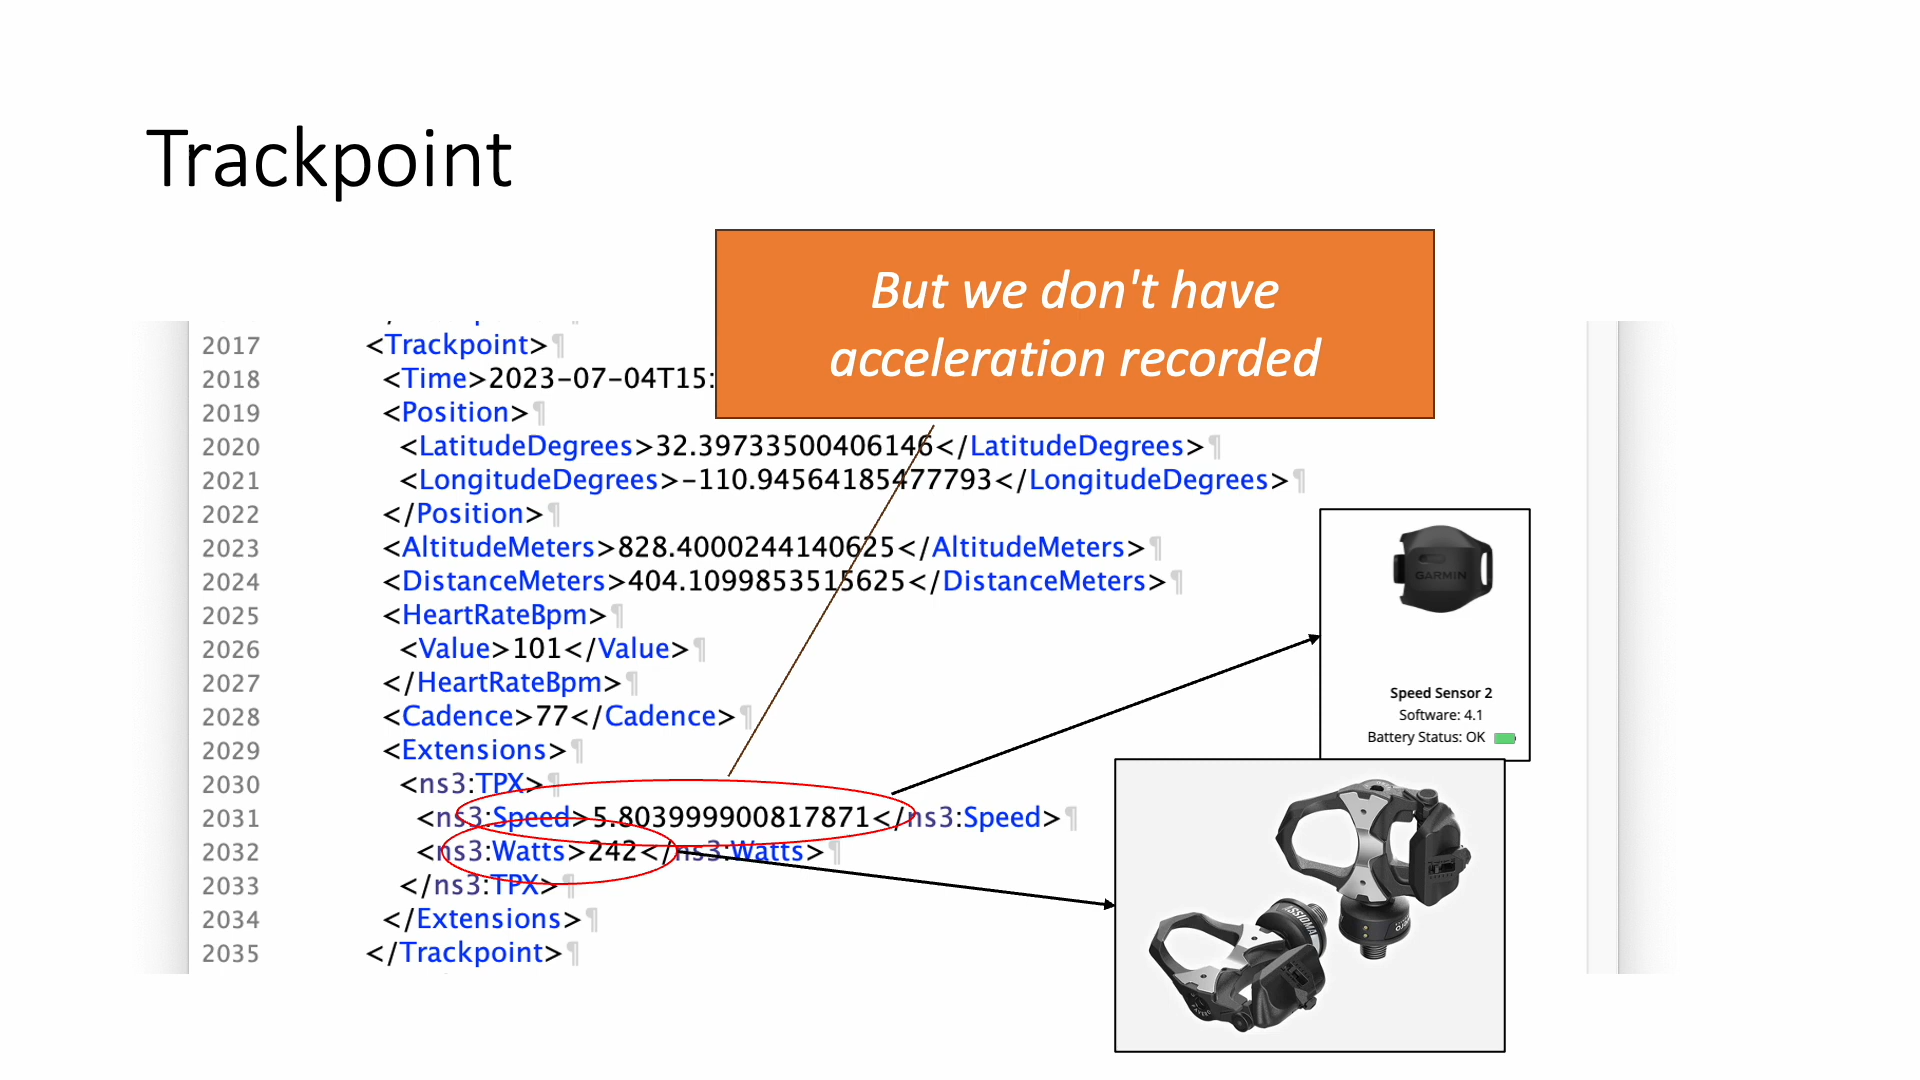 Trackpoint
But we don't have
acceleration recorded
2017 <Trackpoint>¶
2018 <Time>2023-07-04T15:
2019 <Position>¶
2020 <LatitudeDegrees>32.39733500406146</LatitudeDegrees>¶
2021 <LongitudeDegrees>-110.94564185477793</LongitudeDegrees>¶
2022 </Position>¶
2023 <AltitudeMeters>828.4000244140625</AltitudeMeters>¶
2024 <DistanceMeters>404.1099853515625</DistanceMeters>¶
2025 <HeartRateBpm>¶
2026 <Value>101</Value>¶
2027 </HeartRateBpm>¶
2028 <Cadence>77</Cadence>¶
2029 <Extensions>¶
2030 <ns3:TPX>¶
2031 <ns3:Speed>5.803999900817871</ns3:Speed>¶
2032 <ns3:Watts>242</ns3:Watts>¶
2033 </ns3:TPX>¶
2034 </Extensions>¶
2035 </Trackpoint>¶
GARMIN
Speed Sensor 2
Software: 4.1
Battery Status: OK
ASSIOMA